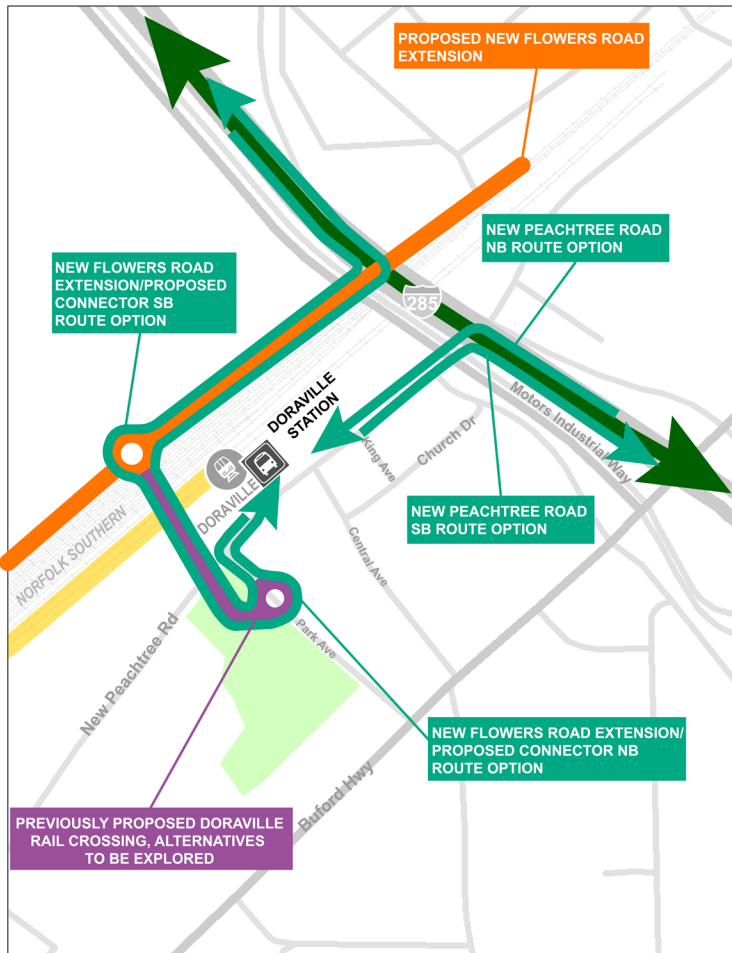 PROPOSED NEW FLOWERS ROAD
EXTENSION
NEW PEACHTREE ROAD
NB ROUTE OPTION
NEW FLOWERS ROAD
EXTENSION/PROPOSED
CONNECTOR SB
ROUTE OPTION
285
DORAVILLE
STATION
Motors Industrial Way
King Ave
Church Dr
DORAVILLE
NORFOLK SOUTHERN
NEW PEACHTREE ROAD
SB ROUTE OPTION
Central Ave
Park Ave
New Peachtree Rd
Buford Hwy
NEW FLOWERS ROAD EXTENSION/
PROPOSED CONNECTOR NB
ROUTE OPTION
PREVIOUSLY PROPOSED DORAVILLE
RAIL CROSSING, ALTERNATIVES
TO BE EXPLORED